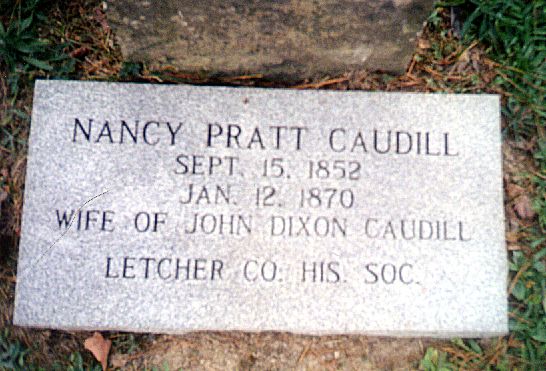 NANCY PRATT CAUDILL
SEPT. 15, 1852
JAN. 12, 1870
WIFE OF JOHN DIXON CAUDILL
LETCHER CO. HIS. SOC.